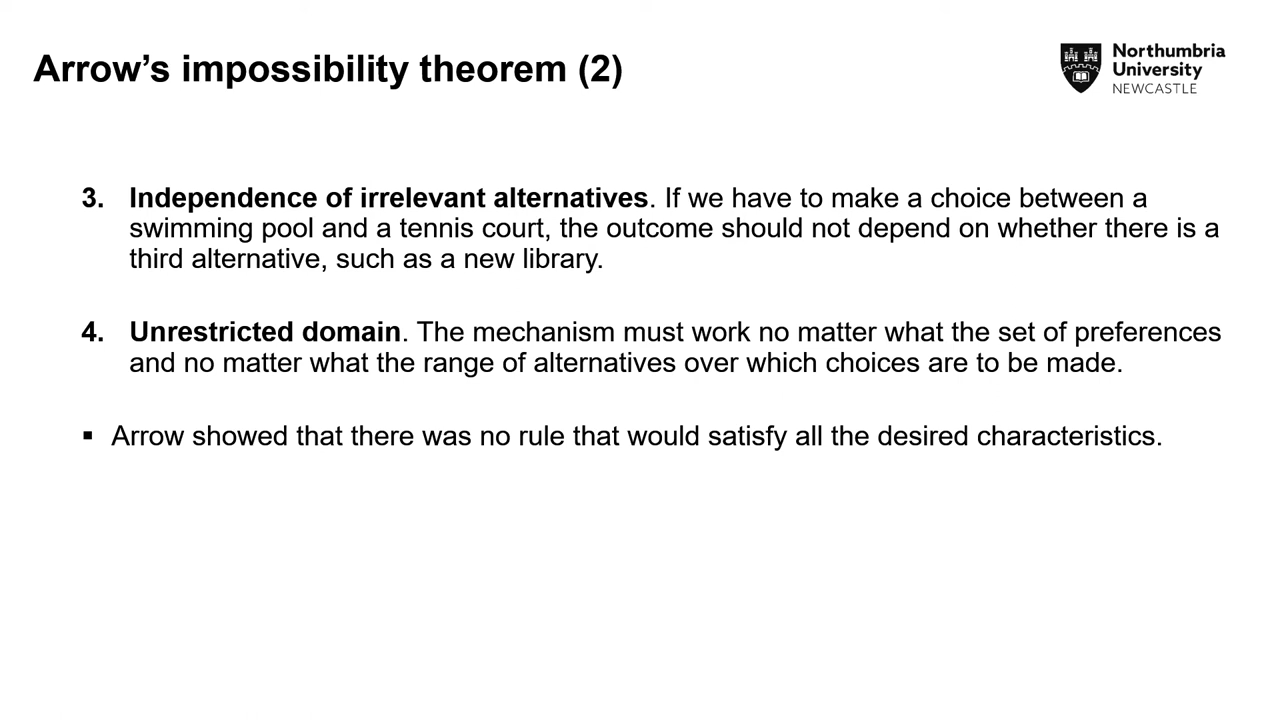 Arrow’s impossibility theorem (2)
Northumbria
University
NEWCASTLE
3. Independence of irrelevant alternatives. If we have to make a choice between a
swimming pool and a tennis court, the outcome should not depend on whether there is a
third alternative, such as a new library.
4. Unrestricted domain. The mechanism must work no matter what the set of preferences
and no matter what the range of alternatives over which choices are to be made.
▪ Arrow showed that there was no rule that would satisfy all the desired characteristics.